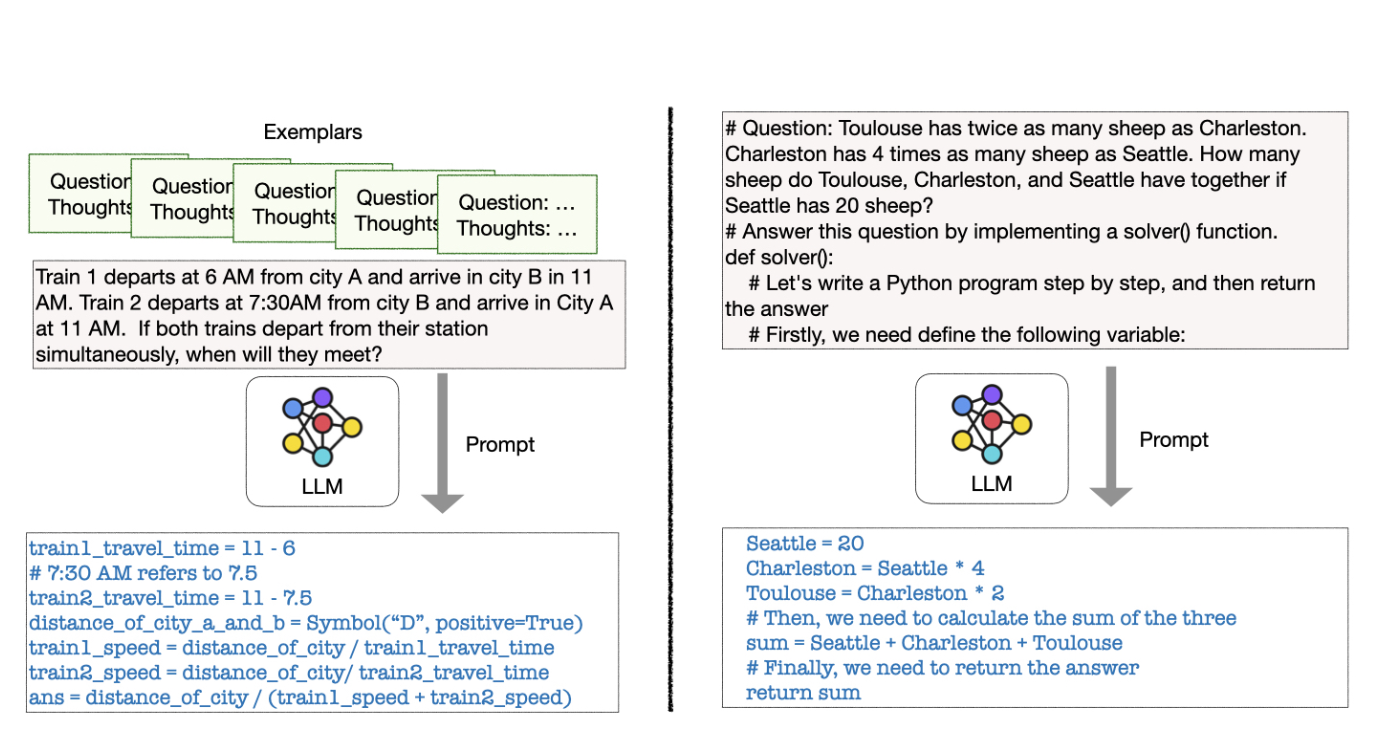 Exemplars
Question
Thoughts
Question
Thoughts
Question
Thoughts
Question
Thoughts
Question: ...
Thoughts: ...
Train 1 departs at 6 AM from city A and arrive in city B in 11
AM. Train 2 departs at 7:30AM from city B and arrive in City A
at 11 AM.  If both trains depart from their station
simultaneously, when will they meet?
LLM
Prompt
train1_travel_time = 11 - 6
# 7:30 AM refers to 7.5
train2_travel_time = 11 - 7.5
distance_of_city_a_and_b = Symbol(“D”, positive=True)
train1_speed = distance_of_city / train1_travel_time
train2_speed = distance_of_city/ train2_travel_time
ans = distance_of_city / (train1_speed + train2_speed)
# Question: Toulouse has twice as many sheep as Charleston.
Charleston has 4 times as many sheep as Seattle. How many
sheep do Toulouse, Charleston, and Seattle have together if
Seattle has 20 sheep?
# Answer this question by implementing a solver() function.
def solver():
    # Let's write a Python program step by step, and then return
the answer
    # Firstly, we need define the following variable:
LLM
Prompt
Seattle = 20
Charleston = Seattle * 4
Toulouse = Charleston * 2
# Then, we need to calculate the sum of the three
sum = Seattle + Charleston + Toulouse
# Finally, we need to return the answer
return sum